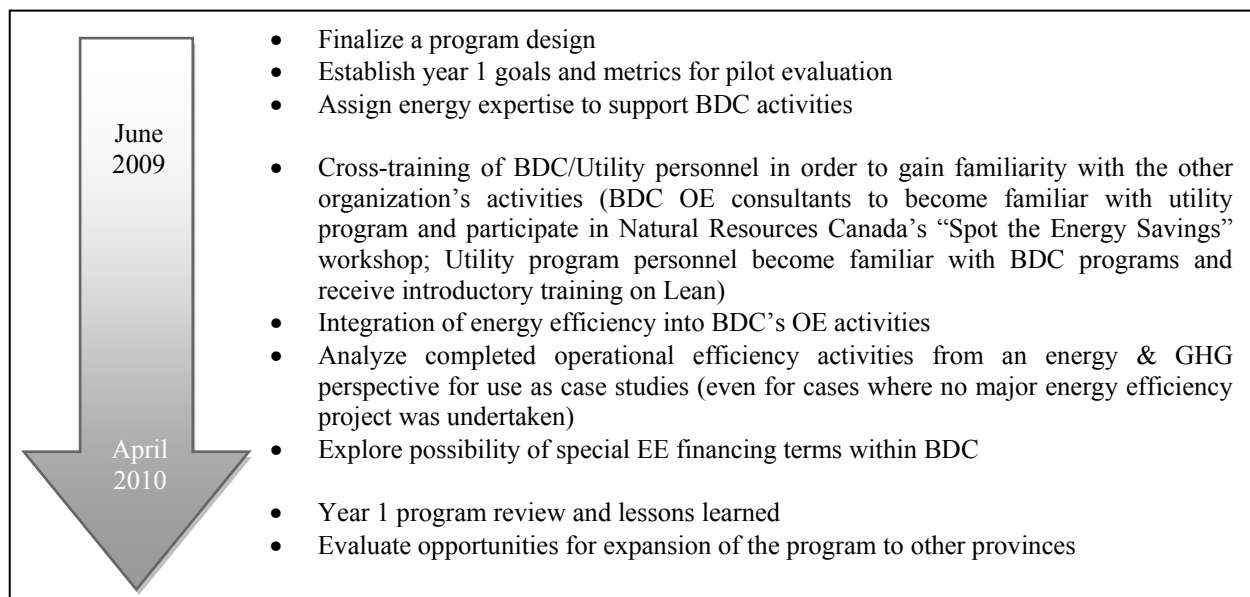 • Finalize a program design
• Establish year 1 goals and metrics for pilot evaluation
• Assign energy expertise to support BDC activities
June
2009
• Cross-training of BDC/Utility personnel in order to gain familiarity with the other
organization’s activities (BDC OE consultants to become familiar with utility
program and participate in Natural Resources Canada’s “Spot the Energy Savings”
workshop; Utility program personnel become familiar with BDC programs and
receive introductory training on Lean)
• Integration of energy efficiency into BDC’s OE activities
• Analyze completed operational efficiency activities from an energy & GHG
perspective for use as case studies (even for cases where no major energy efficiency
project was undertaken)
• Explore possibility of special EE financing terms within BDC
April
2010
• Year 1 program review and lessons learned
• Evaluate opportunities for expansion of the program to other provinces